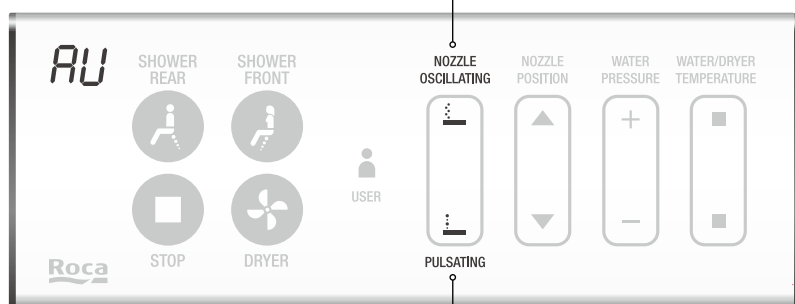 AU
SHOWER
REAR
SHOWER
FRONT
NOZZLE
OSCILLATING
NOZZLE
POSITION
WATER
PRESSURE
WATER/DRYER
TEMPERATURE
USER
STOP
DRYER
PULSATING
Roca